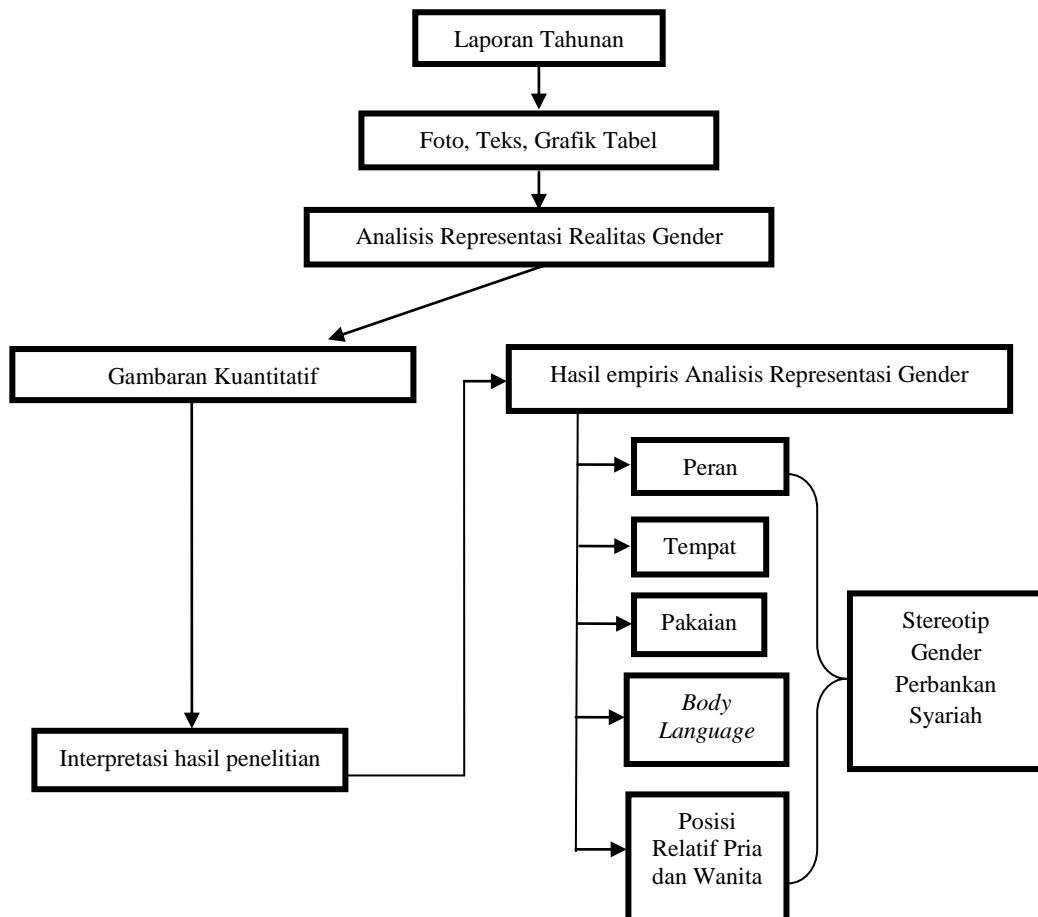 Laporan Tahunan
Foto, Teks, Grafik Tabel
Analisis Representasi Realitas Gender
Gambaran Kuantitatif
Hasil empiris Analisis Representasi Gender
Peran
Tempat
Pakaian
Body
Language
Posisi
Relatif Pria
dan Wanita
Stereotip
Gender
Perbankan
Syariah
Interpretasi hasil penelitian